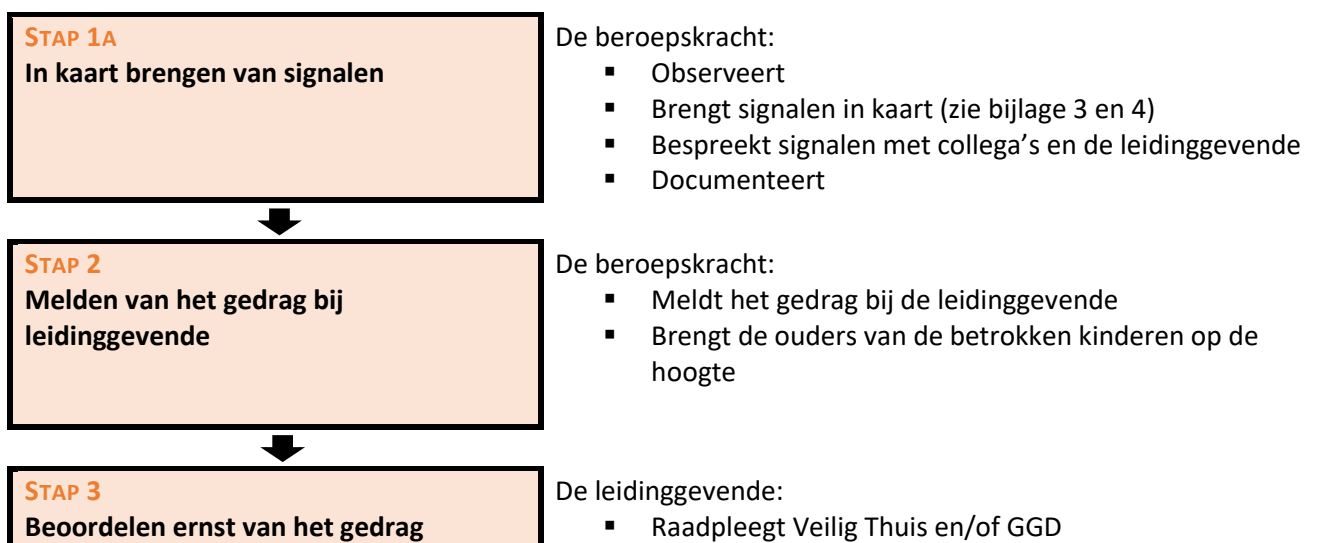 STAP 1A
In kaart brengen van signalen
De beroepskracht:
▪ Observeert
▪ Brengt signalen in kaart (zie bijlage 3 en 4)
▪ Bespreekt signalen met collega’s en de leidinggevende
▪ Documenteert
STAP 2
Melden van het gedrag bij
leidinggevende
De beroepskracht:
▪ Meldt het gedrag bij de leidinggevende
▪ Brengt de ouders van de betrokken kinderen op de
hoogte
STAP 3
Beoordelen ernst van het gedrag
De leidinggevende:
▪ Raadpleegt Veilig Thuis en/of GGD